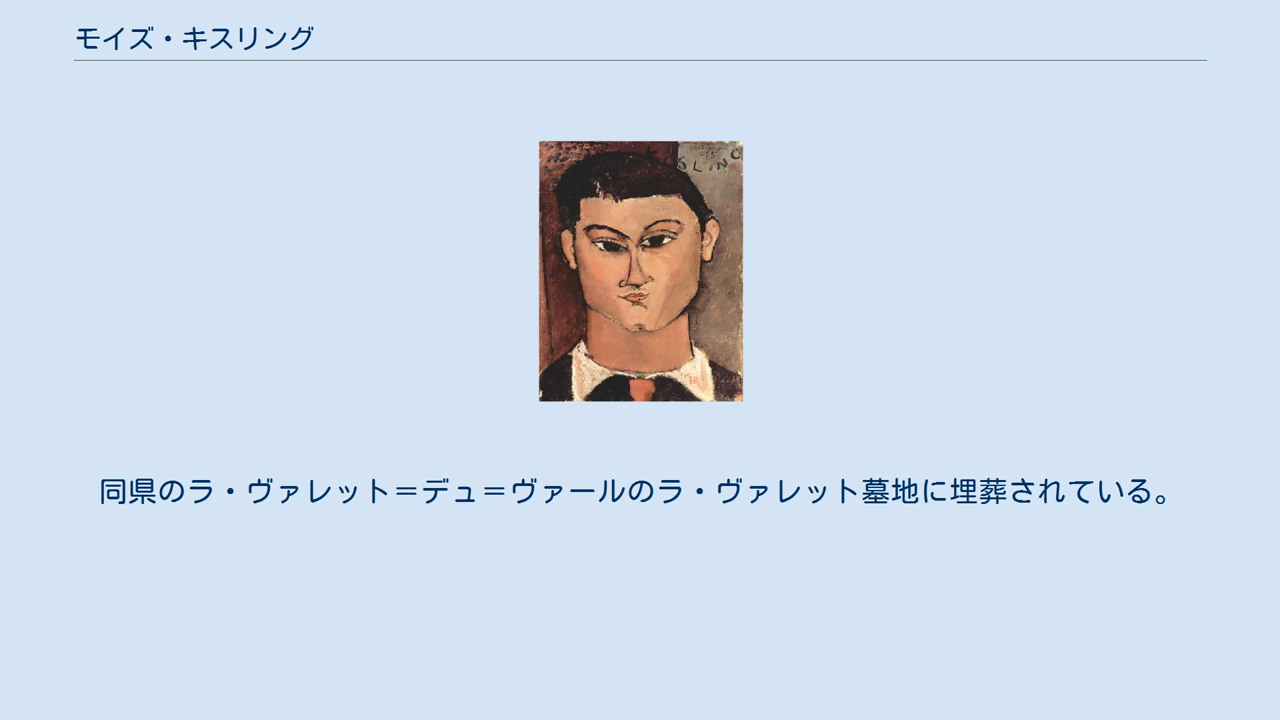 モイズ・キスリング
SLING
同県のラ・ヴァレット＝デュ＝ヴァールのラ・ヴァレット墓地に埋葬されている。